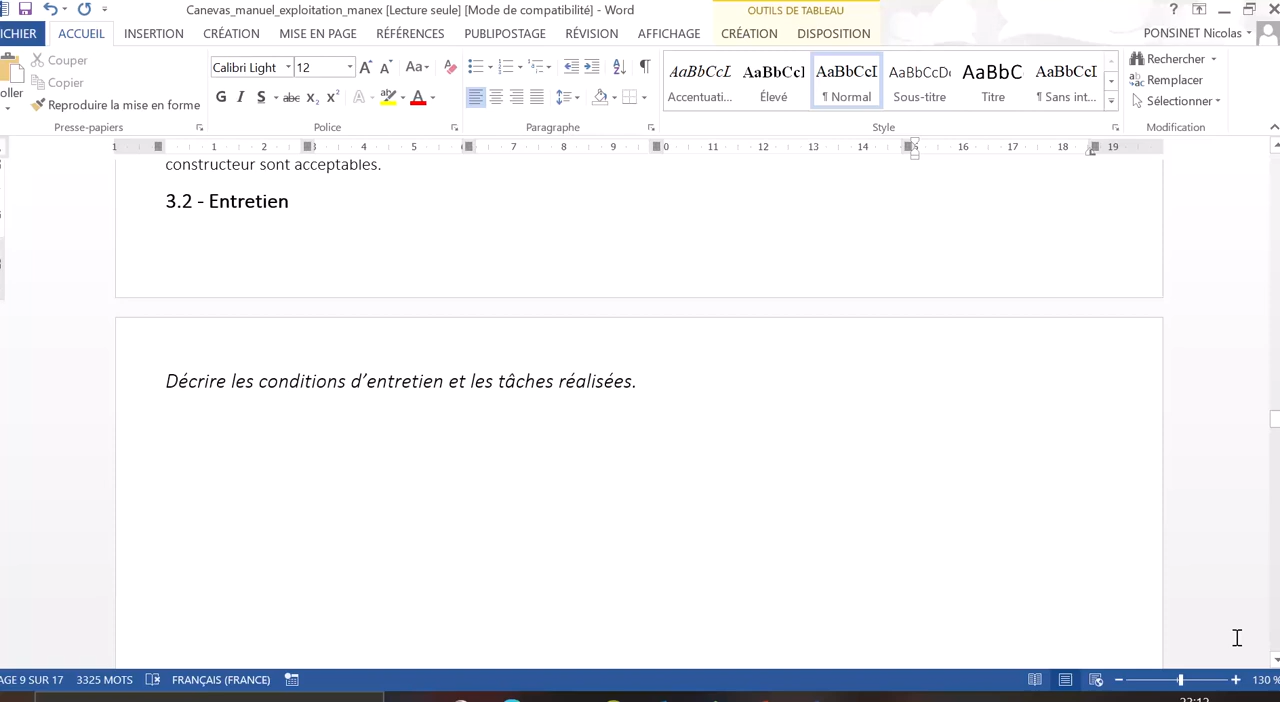 Canevas_manuel_exploitation_manex [Lecture seule] [Mode de compatibilité] - Word
OUTILS DE TABLEAU
?
ICHIER ACCUEIL INSERTION CRÉATION MISE EN PAGE RÉFÉRENCES PUBLIPOSTAGE RÉVISION AFFICHAGE CRÉATION DISPOSITION PONSINET Nicolas
Couper
Copier
oller
Reproduire la mise en forme
Calibri Light 12
Aa
G I S abc X₂ X² A aby A
AaBbCcI AaBbCcI AaBbCcI AaBbCcDi AaBbC AaBbCcI
Accentuati... Élevé ¶ Normal Sous-titre Titre ¶ Sans int...
Rechercher
Remplacer
Sélectionner
Presse-papiers Police Paragraphe Style Modification
1 1 2 3 4 5 7 8 9 0 11 12 13 14 16 17 18 19
constructeur sont acceptables.
3.2 - Entretien
Décrire les conditions d’entretien et les tâches réalisées.
AGE 9 SUR 17 3325 MOTS FRANÇAIS (FRANCE) 130 %